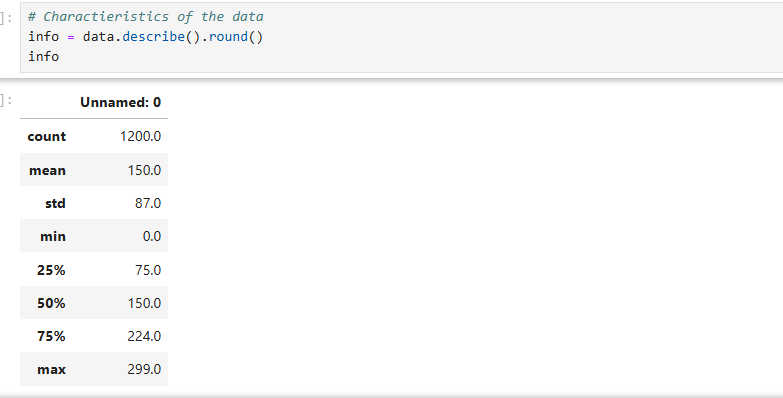 ]: # Charactieristics of the data
info = data.describe().round()
info
]: Unnamed: 0
count 1200.0
mean 150.0
std 87.0
min 0.0
25% 75.0
50% 150.0
75% 224.0
max 299.0